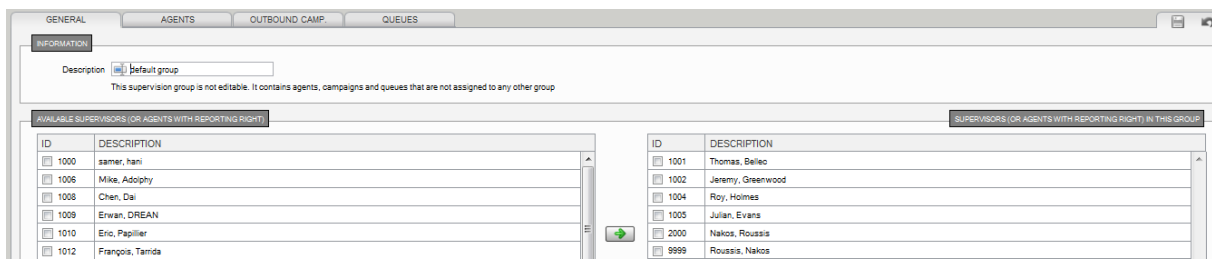 GENERAL AGENTS OUTBOUND CAMP. QUEUES
INFORMATION
Description default group
This supervision group is not editable. It contains agents, campaigns and queues that are not assigned to any other group
AVAILABLE SUPERVISORS (OR AGENTS WITH REPORTING RIGHT) SUPERVISORS (OR AGENTS WITH REPORTING RIGHT) IN THIS GROUP
ID DESCRIPTION ID DESCRIPTION
1000 samer, hani 1001 Thomas, Bellec
1006 Mike, Adolphy 1002 Jeremy, Greenwood
1008 Chen, Dai 1004 Roy, Holmes
1009 Erwan, DREAN 1005 Julian, Evans
1010 Eric, Papillier 2000 Nakos, Roussis
1012 François, Tarrida 9999 Roussis, Nakos